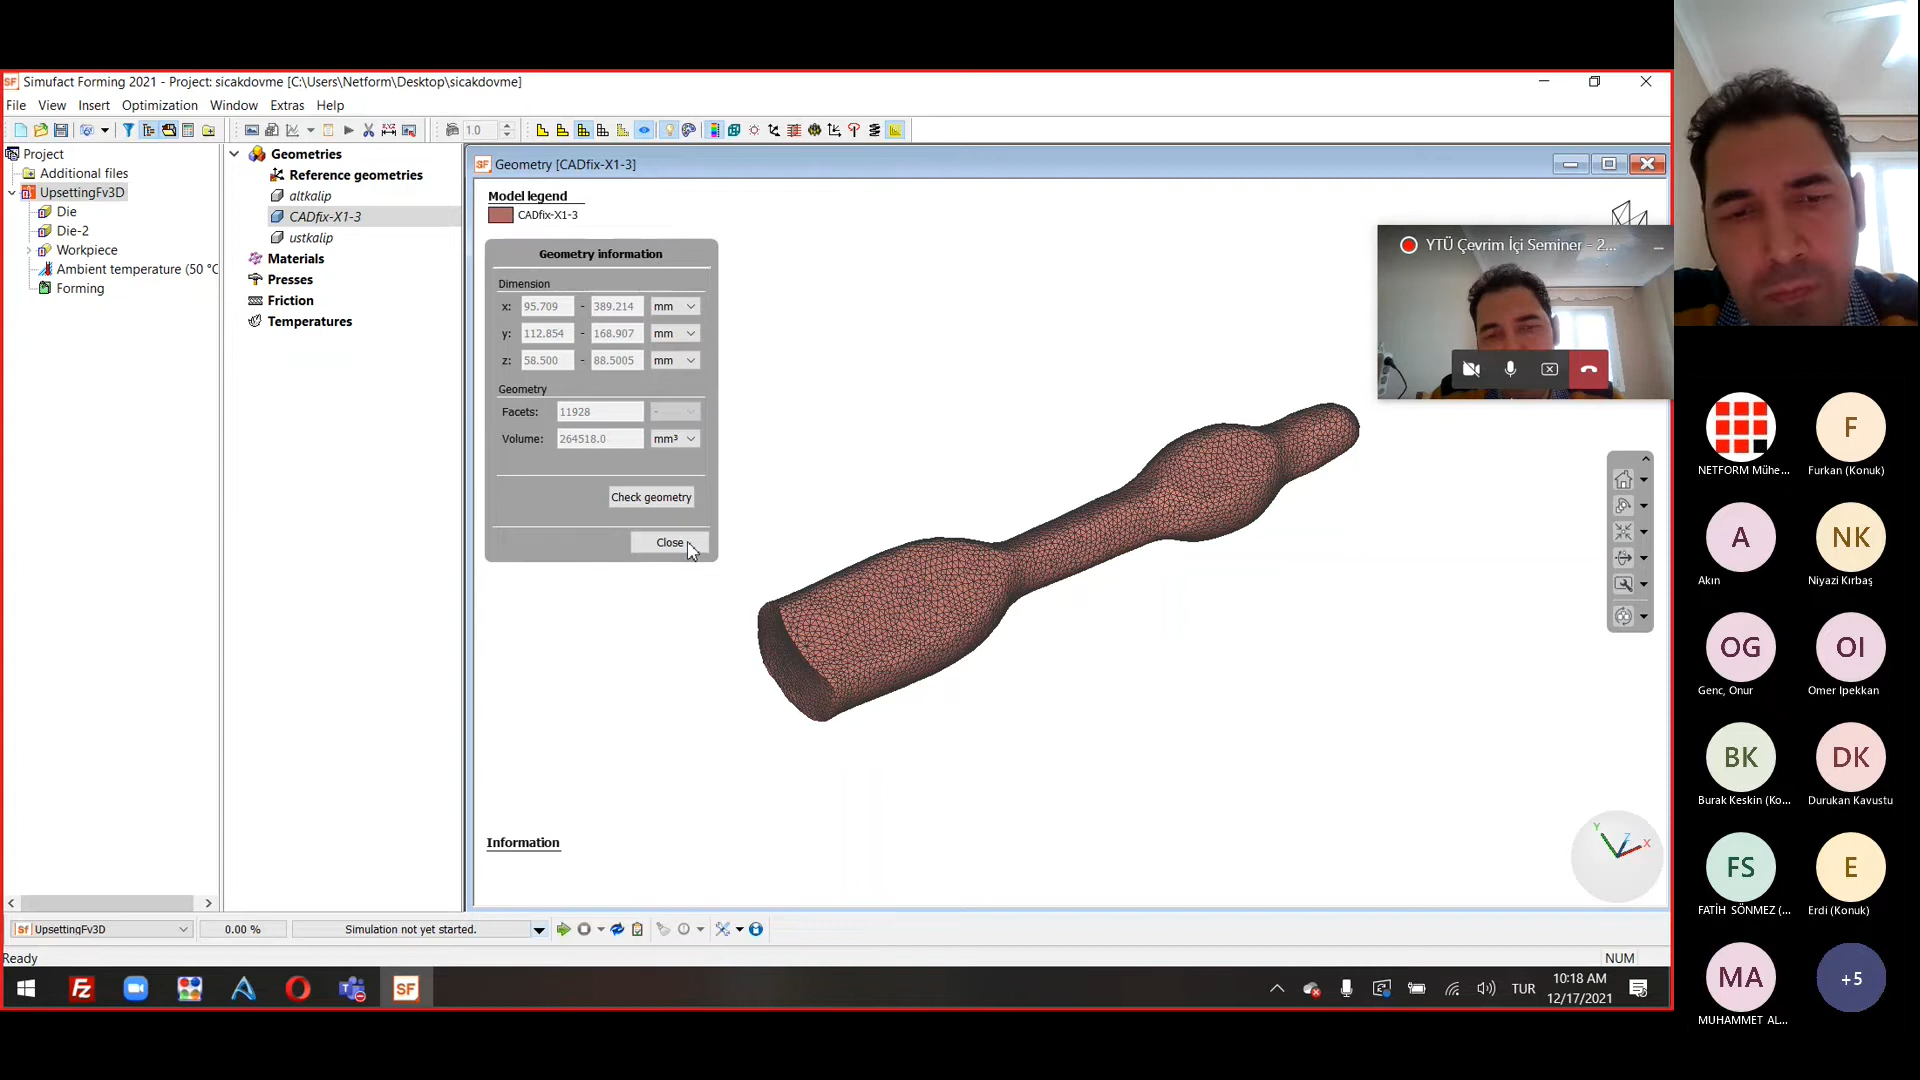 SF Simufact Forming 2021 - Project: sicakdovme [C:\Users\Netform\Desktop\sicakdovme]
File View Insert Optimization Window Extras Help
1.0
Project
Additional files
UpsettingFv3D
Die
Die-2
Workpiece
Ambient temperature (50 °C
Forming
Geometries
Reference geometries
altkalip
CADfix-X1-3
ustkalip
Materials
Presses
Friction
Temperatures
SF Geometry [CADfix-X1-3]
Model legend
CADfix-X1-3
Geometry information
Dimension
x: 95.709 - 389.214 mm
y: 112.854 - 168.907 mm
z: 58.500 - 88.5005 mm
Geometry
Facets: 11928 -
Volume: 264518.0 mm³
Check geometry
Close
Information
Y Z X
YTÜ Çevrim İçi Seminer - 2...
SF UpsettingFv3D 0.00 % Simulation not yet started.
Ready NUM
Fz SF TUR 10:18 AM
12/17/2021
NETFORM Mühe...
F
Furkan (Konuk)
A
Akın
NK
Niyazi Kırbaş
OG
Genc, Onur
OI
Omer Ipekkan
BK
Burak Keskin (Ko...
DK
Durukan Kavustu
FS
FATİH SÖNMEZ (...
E
Erdi (Konuk)
MA
MUHAMMET AL...
+5